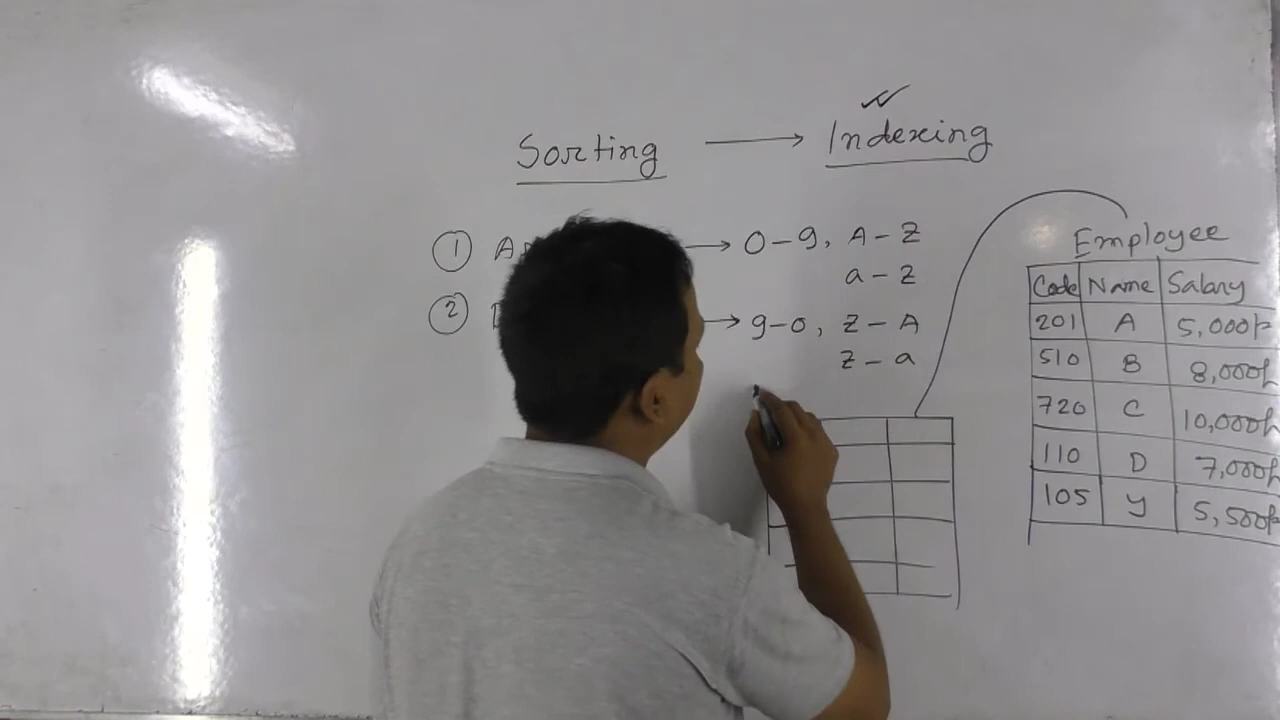 Sorting → Indexing
① A → 0-9, A-Z
a-z
② → 9-0, Z-A
z-a
Employee
Code Name Salary
201 A 5,000/-
510 B 8,000/-
720 C 10,000/-
110 D 7,000/-
105 Y 5,500/-